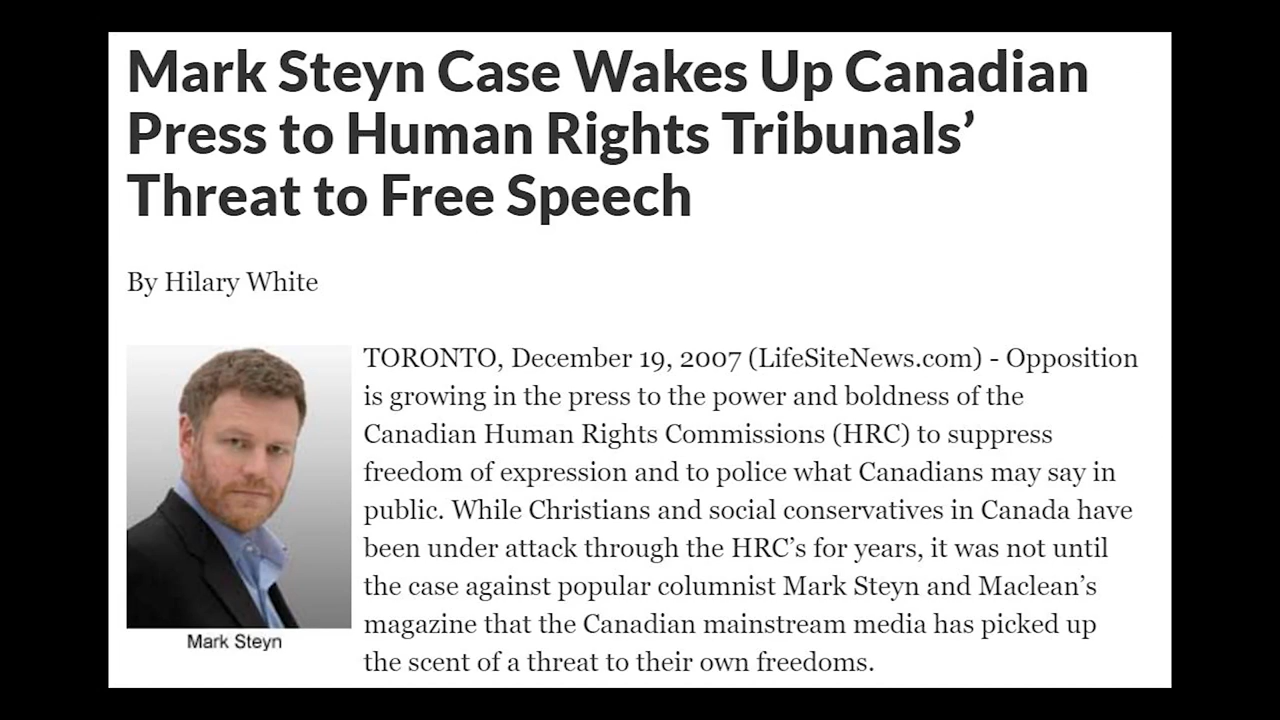 Mark Steyn Case Wakes Up Canadian
Press to Human Rights Tribunals’
Threat to Free Speech
By Hilary White
Mark Steyn
TORONTO, December 19, 2007 (LifeSiteNews.com) - Opposition
is growing in the press to the power and boldness of the
Canadian Human Rights Commissions (HRC) to suppress
freedom of expression and to police what Canadians may say in
public. While Christians and social conservatives in Canada have
been under attack through the HRC’s for years, it was not until
the case against popular columnist Mark Steyn and Maclean’s
magazine that the Canadian mainstream media has picked up
the scent of a threat to their own freedoms.